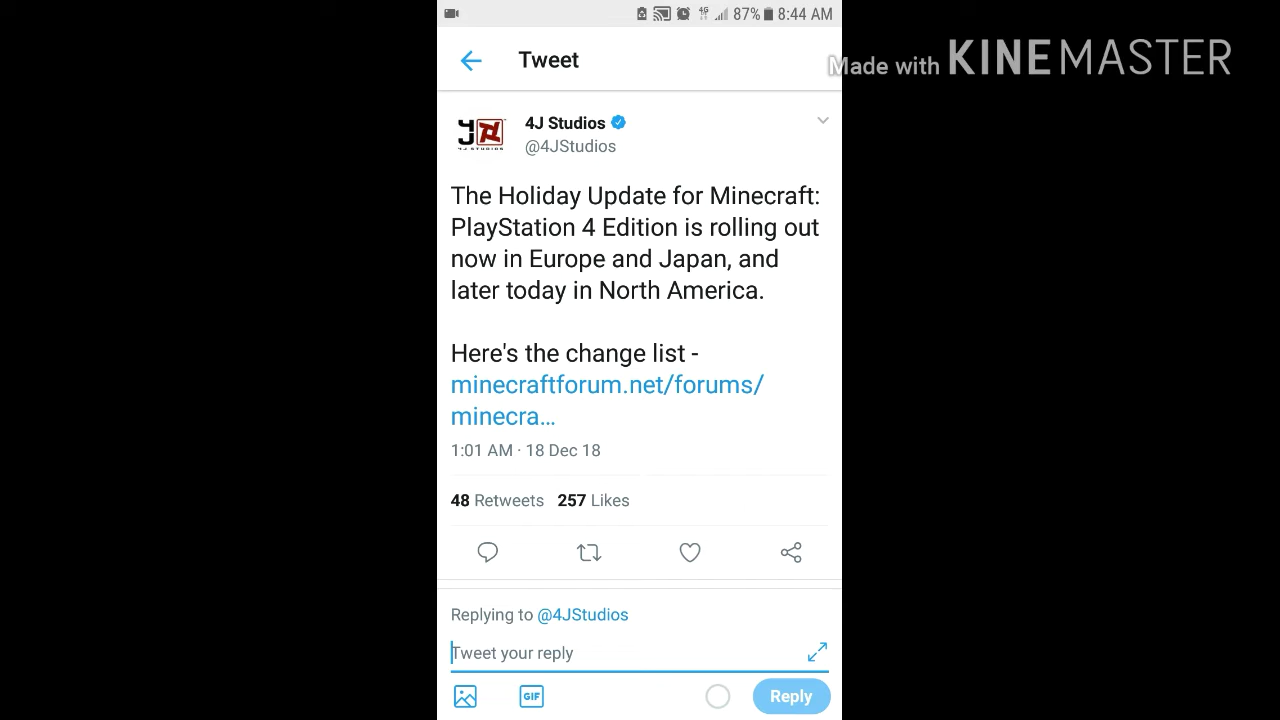 4G 87% 8:44 AM
Tweet
Made with KINEMASTER
4J Studios
@4JStudios
4J STUDIOS
The Holiday Update for Minecraft:
PlayStation 4 Edition is rolling out
now in Europe and Japan, and
later today in North America.
Here's the change list -
minecraftforum.net/forums/
minecra...
1:01 AM · 18 Dec 18
48 Retweets 257 Likes
Replying to @4JStudios
Tweet your reply
GIF
Reply